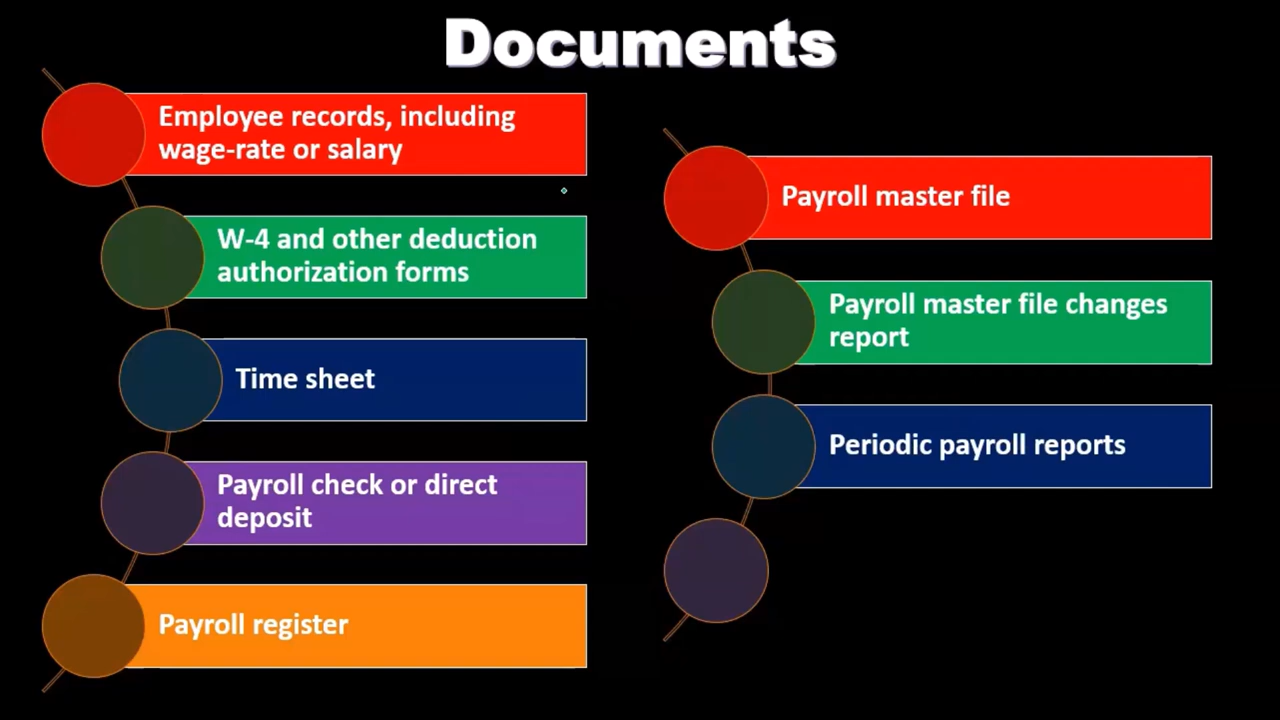 Documents
Employee records, including
wage-rate or salary
W-4 and other deduction
authorization forms
Time sheet
Payroll check or direct
deposit
Payroll register
Payroll master file
Payroll master file changes
report
Periodic payroll reports